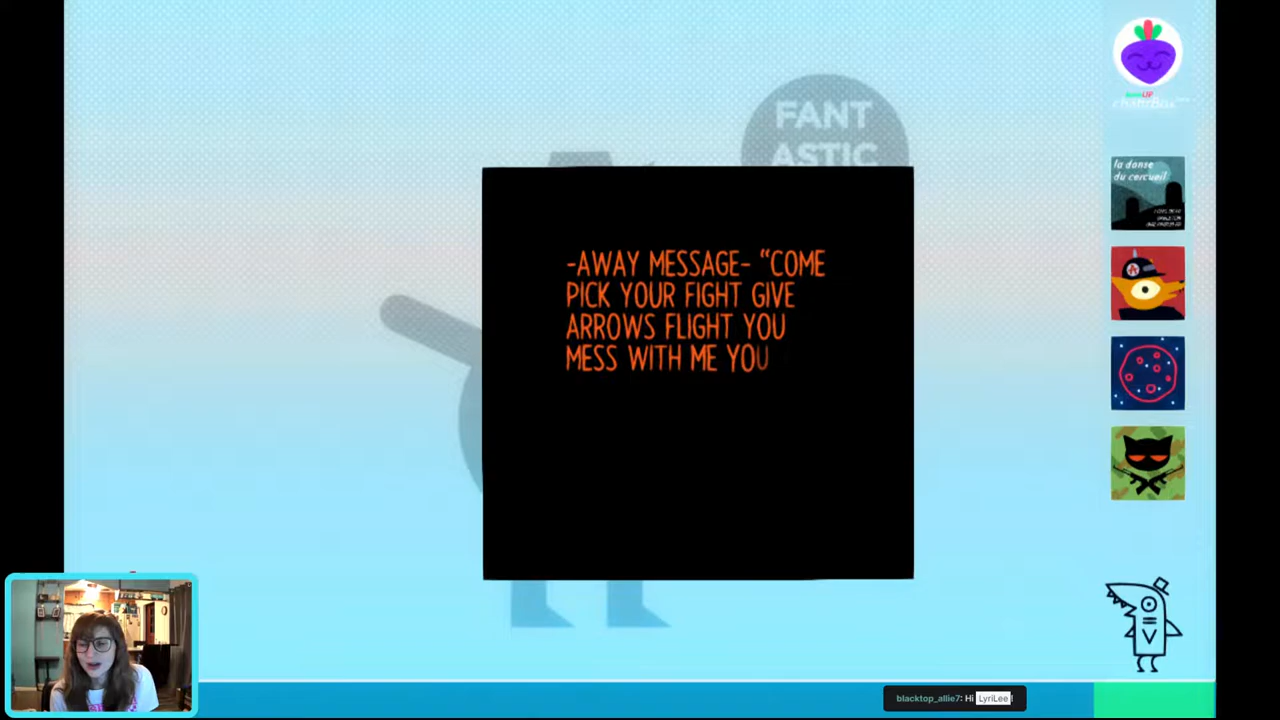 FANT
ASTIC
-AWAY MESSAGE- “COME
PICK YOUR FIGHT GIVE
ARROWS FLIGHT YOU
MESS WITH ME YOU
chattrBox
la danse
du cercueil
blacktop_allie7: Hi LyriLee!